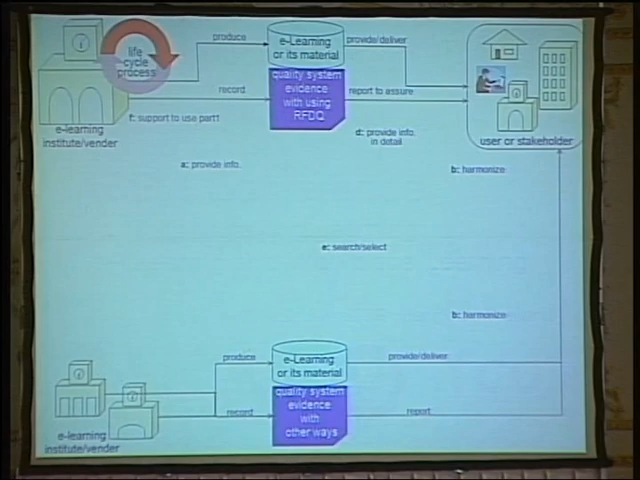 life
cycle
process
produce
e-Learning
or its material
provide/deliver
record
quality system
evidence
with using
RFDQ
report to assure
e-learning
institute/vender
f: support to use part1
d: provide info.
in detail
user or stakeholder
a: provide info.
b: harmonize
e: search/select
b: harmonize
produce
e-Learning
or its material
provide/deliver
record
quality system
evidence
with
other ways
report
e-learning
institute/vender